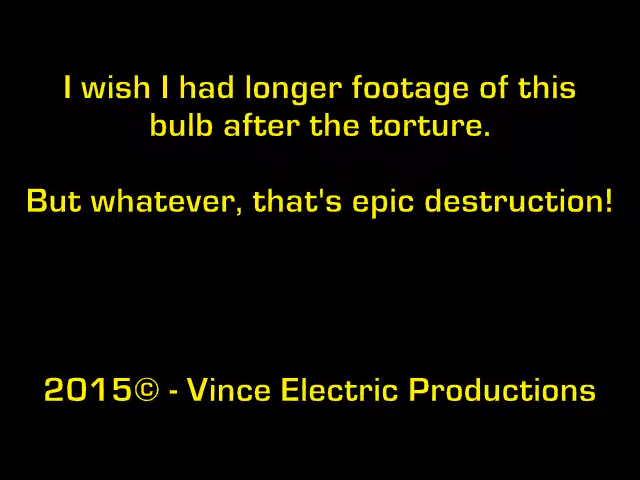 I wish I had longer footage of this
bulb after the torture.
But whatever, that's epic destruction!
2015© - Vince Electric Productions